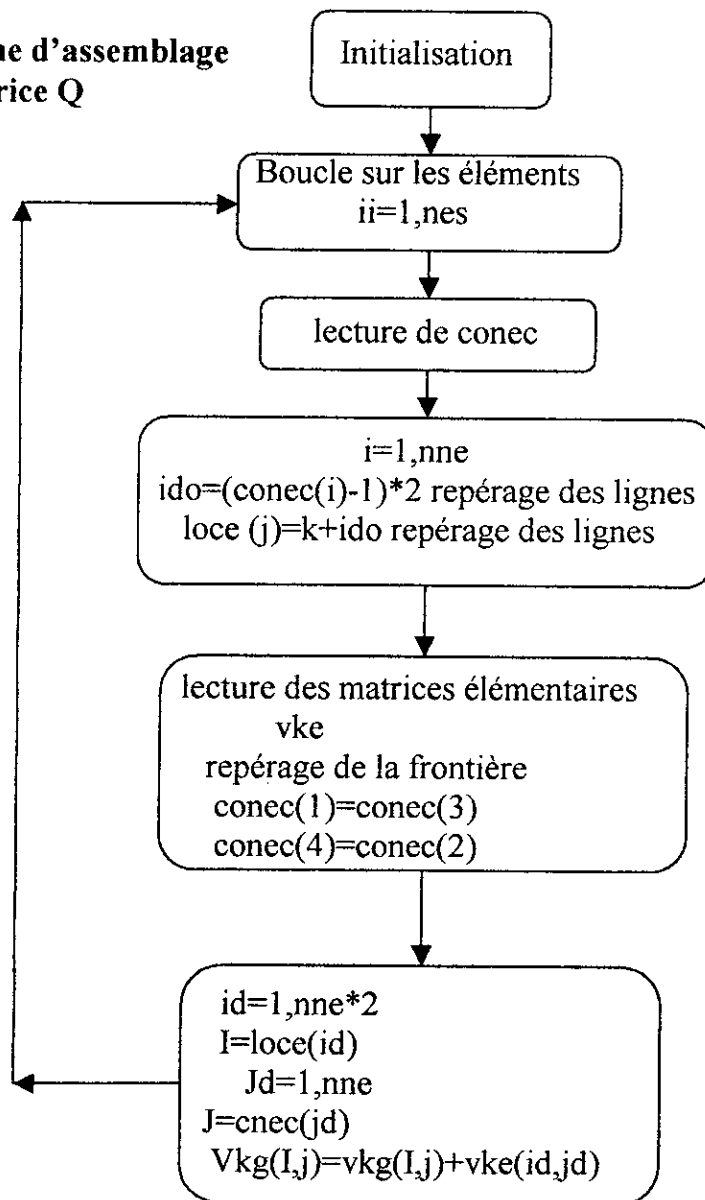 d'assemblage
Q
Initialisation
Boucle sur les éléments
ii=1,nes
lecture de conec
i=1,nne
ido=(conec(i)-1)*2 repérage des lignes
loce (j)=k+ido repérage des lignes
lecture des matrices élémentaires
vke
repérage de la frontière
conec(1)=conec(3)
conec(4)=conec(2)
id=1,nne*2
I=loce(id)
Jd=1,nne
J=cnec(jd)
Vkg(I,j)=vkg(I,j)+vke(id,jd)